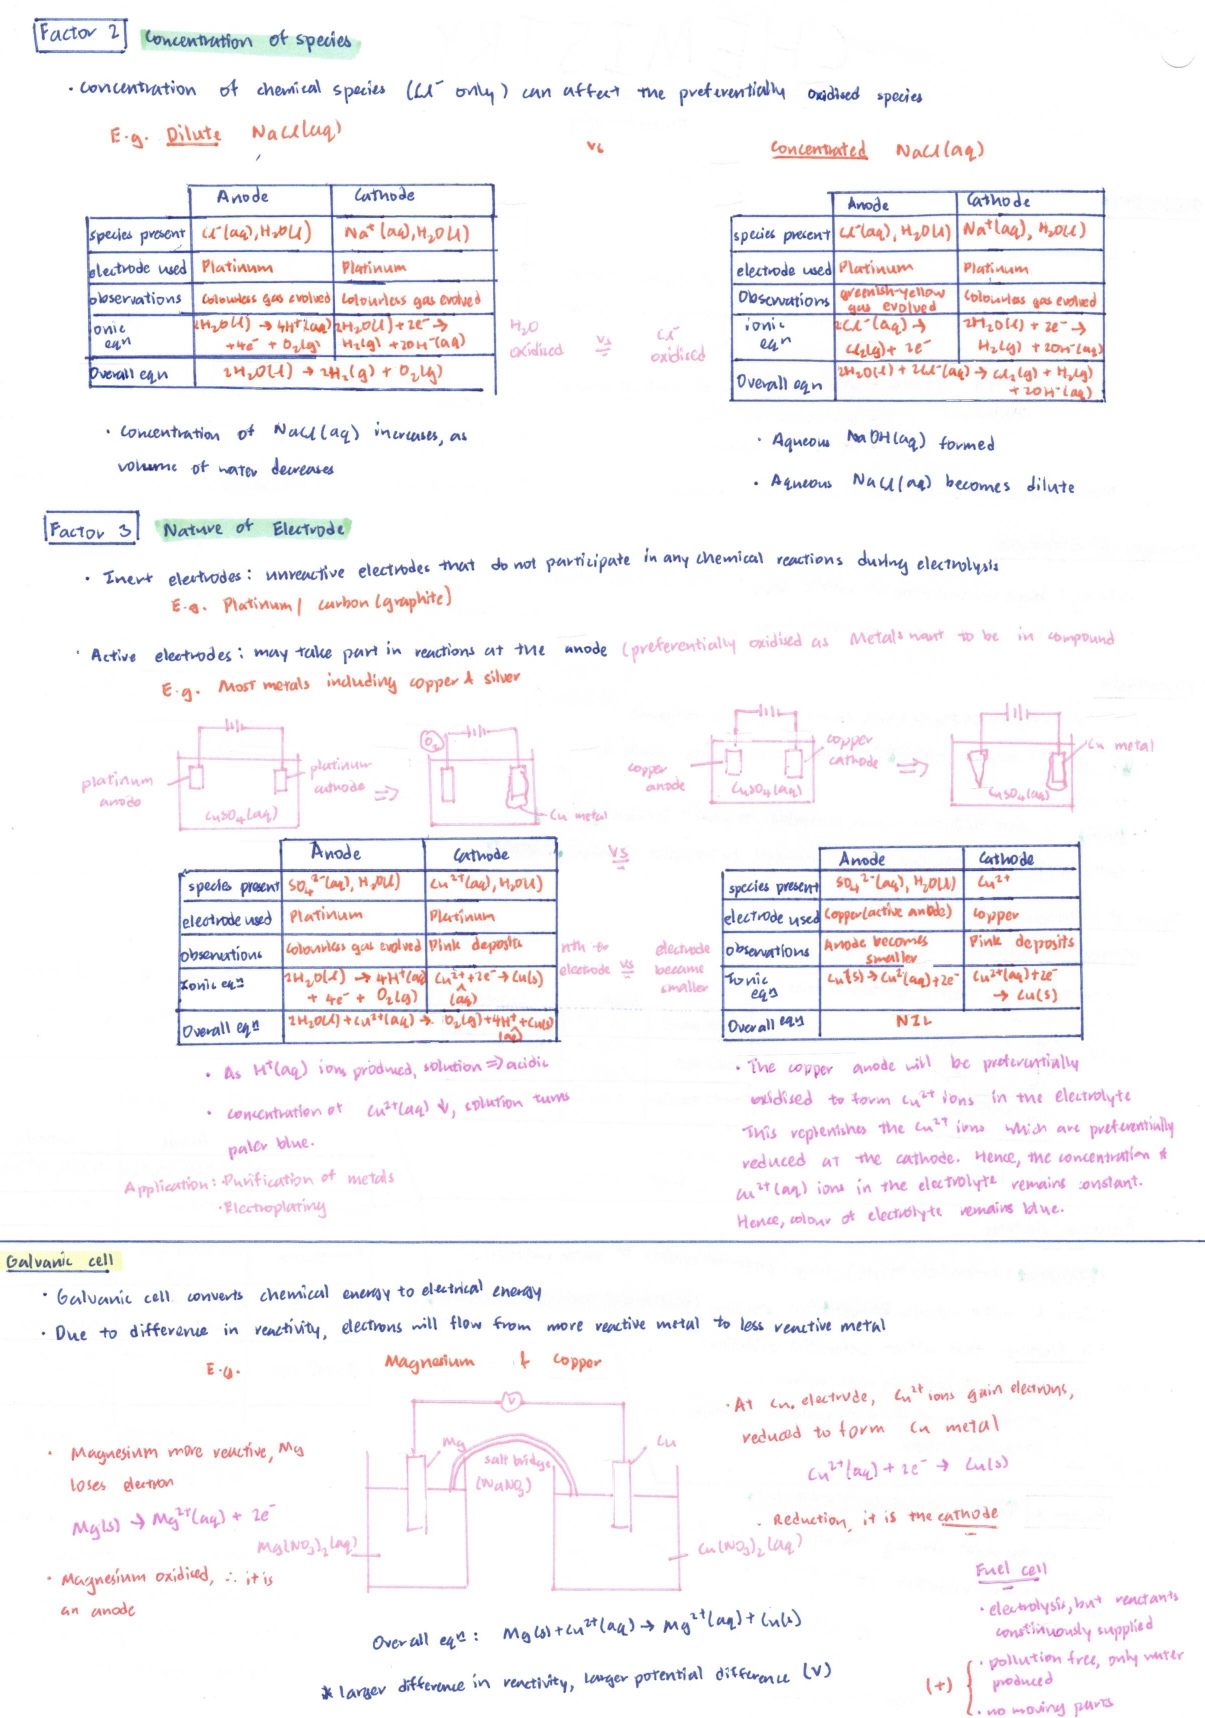 Factor 2 Concentration of species
· Concentration of chemical species (Cl⁻ only) can affect the preferentially oxidised species
E.g. Dilute NaCl(aq) vs Concentrated NaCl(aq)
Anode Cathode
species present Cl⁻(aq), H₂O(l) Na⁺(aq), H₂O(l)
electrode used Platinum Platinum
observations Colourless gas evolved Colourless gas evolved
ionic eqn 2H₂O(l) → 4H⁺(aq) + 4e⁻ + O₂(g) 2H₂O(l) + 2e⁻ → H₂(g) + 2OH⁻(aq)
Overall eqn 2H₂O(l) → 2H₂(g) + O₂(g)
H₂O oxidised vs Cl⁻ oxidised
Anode Cathode
species present Cl⁻(aq), H₂O(l) Na⁺(aq), H₂O(l)
electrode used Platinum Platinum
Observations greenish-yellow gas evolved Colourless gas evolved
ionic eqn 2Cl⁻(aq) → Cl₂(g) + 2e⁻ 2H₂O(l) + 2e⁻ → H₂(g) + 2OH⁻(aq)
Overall eqn 2H₂O(l) + 2Cl⁻(aq) → Cl₂(g) + H₂(g) + 2OH⁻(aq)
· Concentration of NaCl(aq) increases, as
volume of water decreases
· Aqueous NaOH(aq) formed
· Aqueous NaCl(aq) becomes dilute
Factor 3 Nature of Electrode
· Inert electrodes: unreactive electrodes that do not participate in any chemical reactions during electrolysis
E.g. Platinum / carbon (graphite)
· Active electrodes: may take part in reactions at the anode (preferentially oxidised as Metals want to be in compound
E.g. Most metals including copper & silver
platinum anode
platinum cathode
CuSO₄(aq)
⇒
O₂
Cu metal
copper anode
copper cathode
CuSO₄(aq)
⇒
Cu metal
CuSO₄(aq)
Anode Cathode
species present SO₄²⁻(aq), H₂O(l) Cu²⁺(aq), H₂O(l)
electrode used Platinum Platinum
observations Colourless gas evolved Pink deposits
Ionic eqⁿ 2H₂O(l) → 4H⁺(aq) + 4e⁻ + O₂(g) Cu²⁺ + 2e⁻ → Cu(s) (aq)
Overall eqⁿ 2H₂O(l) + Cu²⁺(aq) → O₂(g) + 4H⁺ + Cu(s) (aq)
vs
nth to electrode vs electrode became smaller
Anode Cathode
species present SO₄²⁻(aq), H₂O(l) Cu²⁺
electrode used Copper (active anode) Copper
observations Anode becomes smaller Pink deposits
Ionic eqⁿ Cu(s) → Cu²⁺(aq) + 2e⁻ Cu²⁺(aq) + 2e⁻ → Cu(s)
Overall eqⁿ NIL
· As H⁺(aq) ions produced, solution ⇒ acidic
· concentration of Cu²⁺(aq) ↓, solution turns
paler blue.
Application: · Purification of metals
· Electroplating
· The copper anode will be preferentially
oxidised to form Cu²⁺ ions in the electrolyte
This replenishes the Cu²⁺ ions which are preferentially
reduced at the cathode. Hence, the concentration of
Cu²⁺(aq) ions in the electrolyte remains constant.
Hence, colour of electrolyte remains blue.
Galvanic cell
· Galvanic cell converts chemical energy to electrical energy
· Due to difference in reactivity, electrons will flow from more reactive metal to less reactive metal
E.g. Magnesium & copper
· Magnesium more reactive, Mg
loses electron
Mg(s) → Mg²⁺(aq) + 2e⁻
· Magnesium oxidised, ∴ it is
an anode
V
Mg
Cu
salt bridge
(NaNO₃)
Mg(NO₃)₂(aq)
Cu(NO₃)₂(aq)
· At Cu electrode, Cu²⁺ ions gain electrons,
reduced to form Cu metal
Cu²⁺(aq) + 2e⁻ → Cu(s)
· Reduction, it is the cathode
Overall eqⁿ: Mg(s) + Cu²⁺(aq) → Mg²⁺(aq) + Cu(s)
* larger difference in reactivity, larger potential difference (V)
Fuel cell
· electrolysis, but reactants
constinuously supplied
(+) { · pollution free, only water
produced
· no moving parts